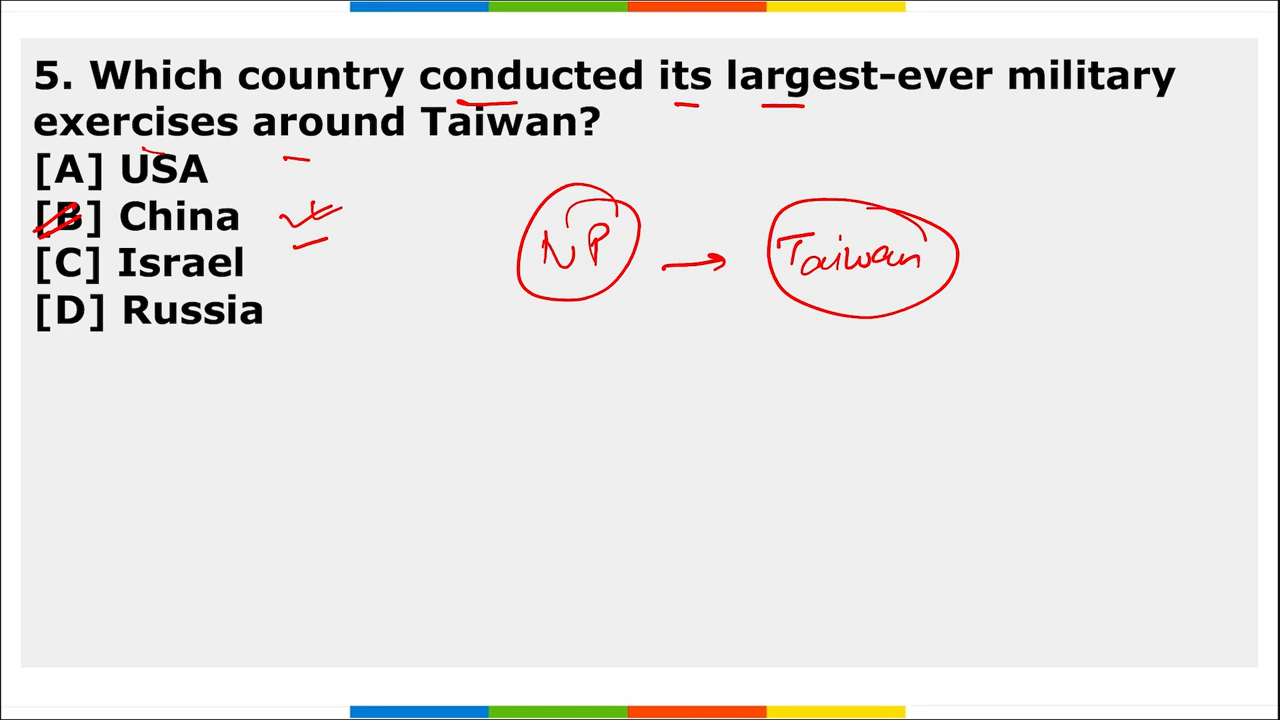 5. Which country conducted its largest-ever military
exercises around Taiwan?
[A] USA
[B] China
[C] Israel
[D] Russia
NP → Taiwan